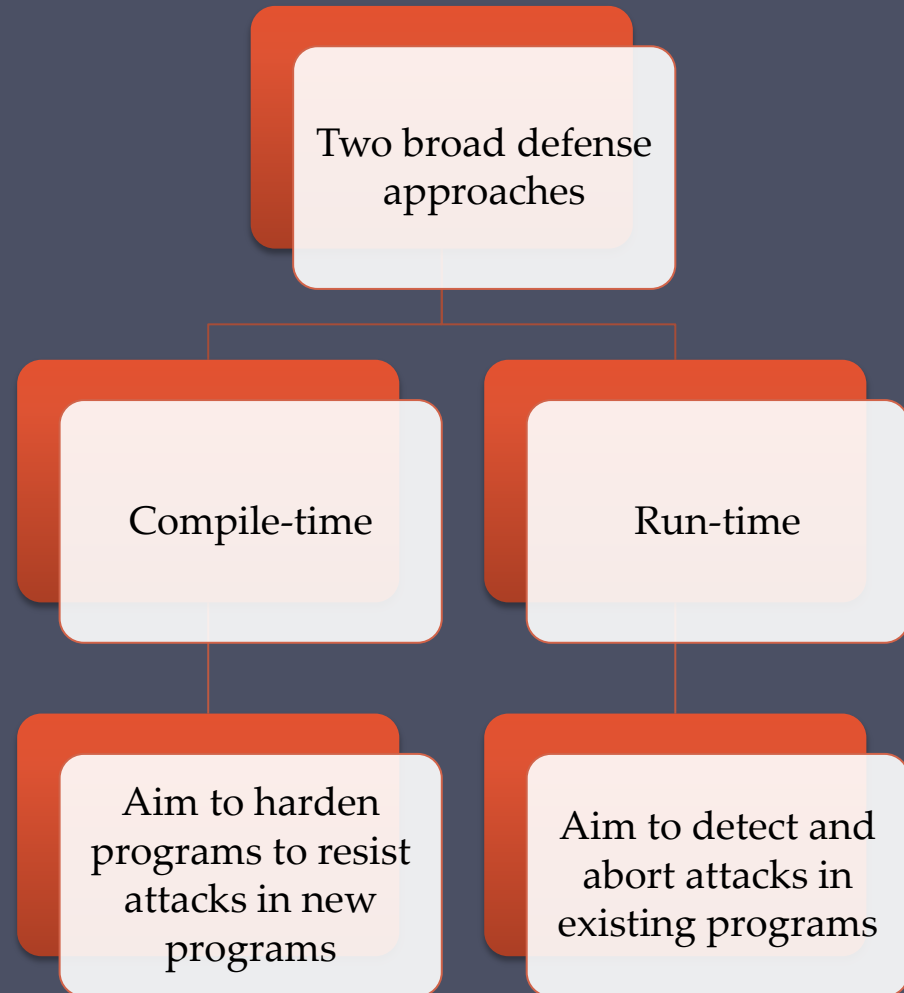 Two broad defense
approaches
Compile-time
Run-time
Aim to harden
programs to resist
attacks in new
programs
Aim to detect and
abort attacks in
existing programs